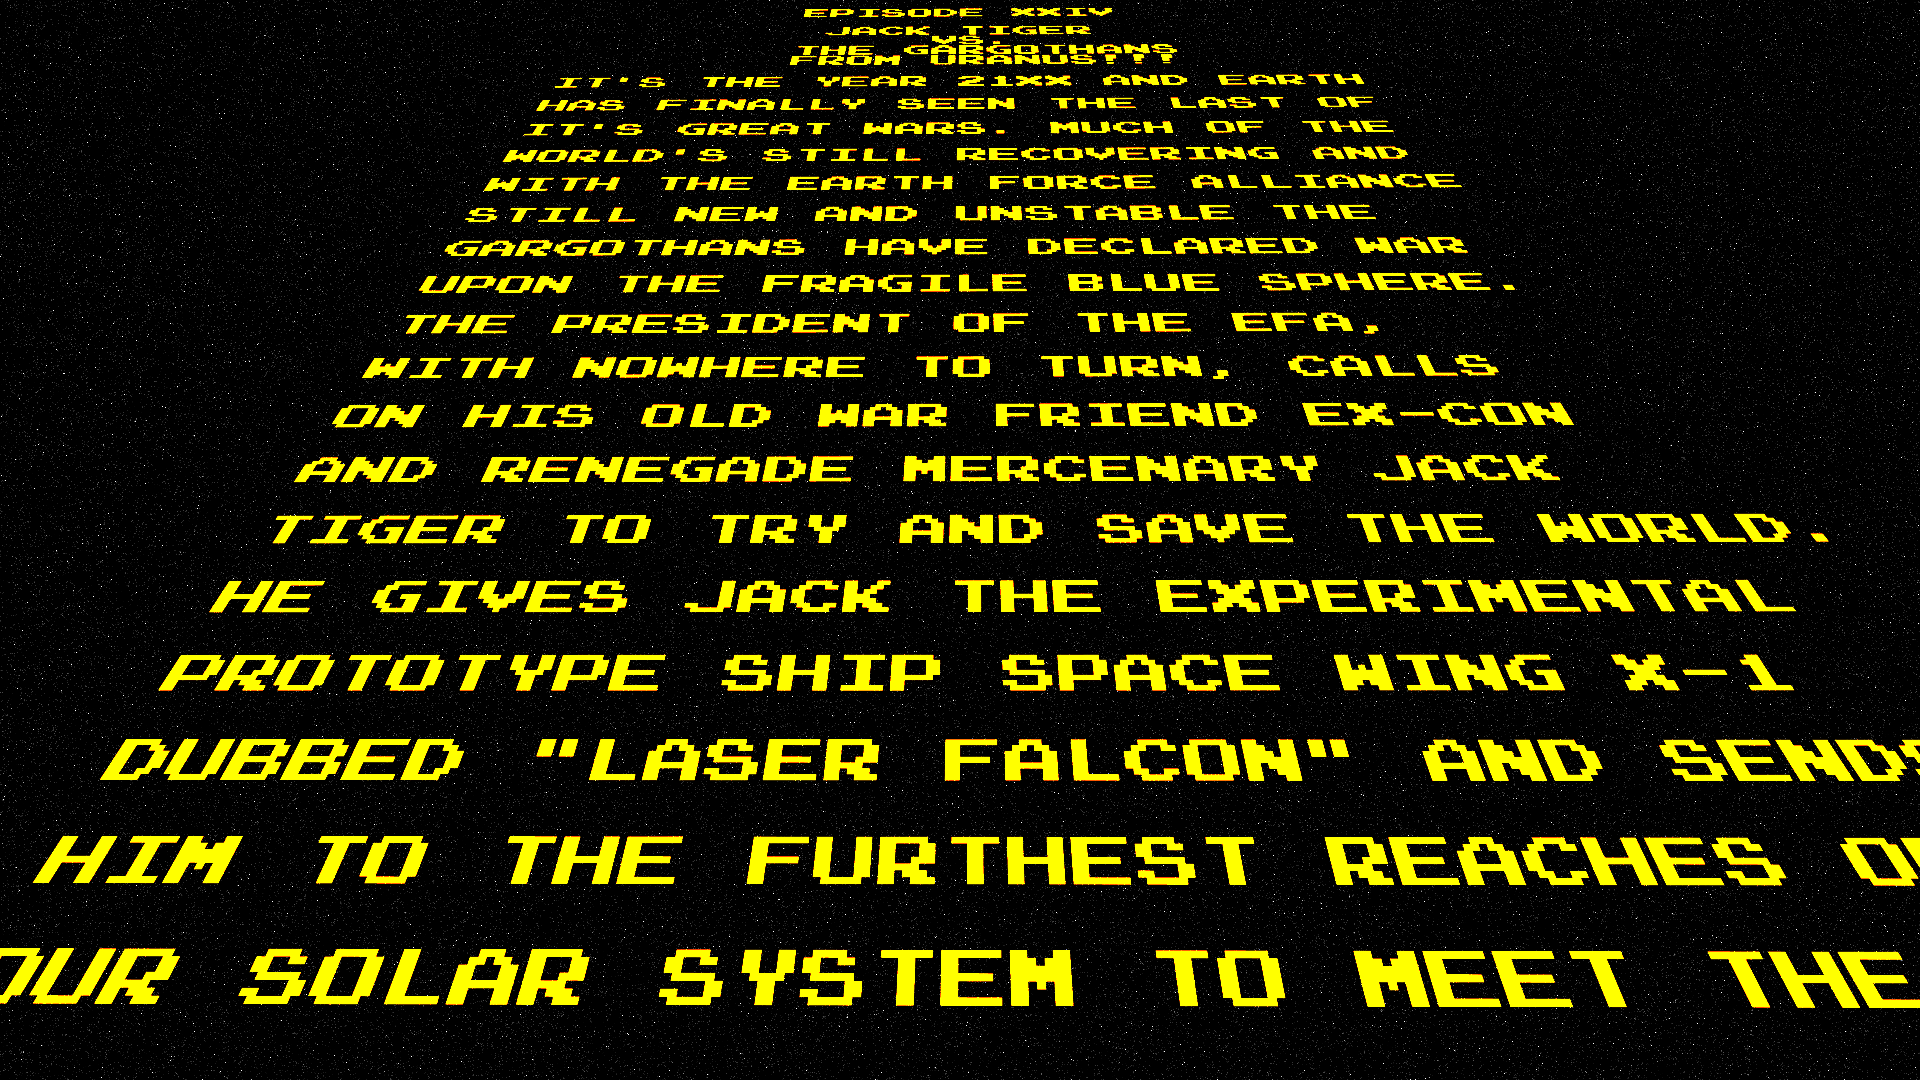 EPISODE XXIV
JACK TIGER
VS.
THE GARGOTHANS
FROM URANUS!!!
IT'S THE YEAR 21XX AND EARTH
HAS FINALLY SEEN THE LAST OF
IT'S GREAT WARS. MUCH OF THE
WORLD'S STILL RECOVERING AND
WITH THE EARTH FORCE ALLIANCE
STILL NEW AND UNSTABLE THE
GARGOTHANS HAVE DECLARED WAR
UPON THE FRAGILE BLUE SPHERE.
THE PRESIDENT OF THE EFA,
WITH NOWHERE TO TURN, CALLS
ON HIS OLD WAR FRIEND EX-CON
AND RENEGADE MERCENARY JACK
TIGER TO TRY AND SAVE THE WORLD.
HE GIVES JACK THE EXPERIMENTAL
PROTOTYPE SHIP SPACE WING X-1
DUBBED "LASER FALCON" AND SENDS
HIM TO THE FURTHEST REACHES OF
OUR SOLAR SYSTEM TO MEET THE